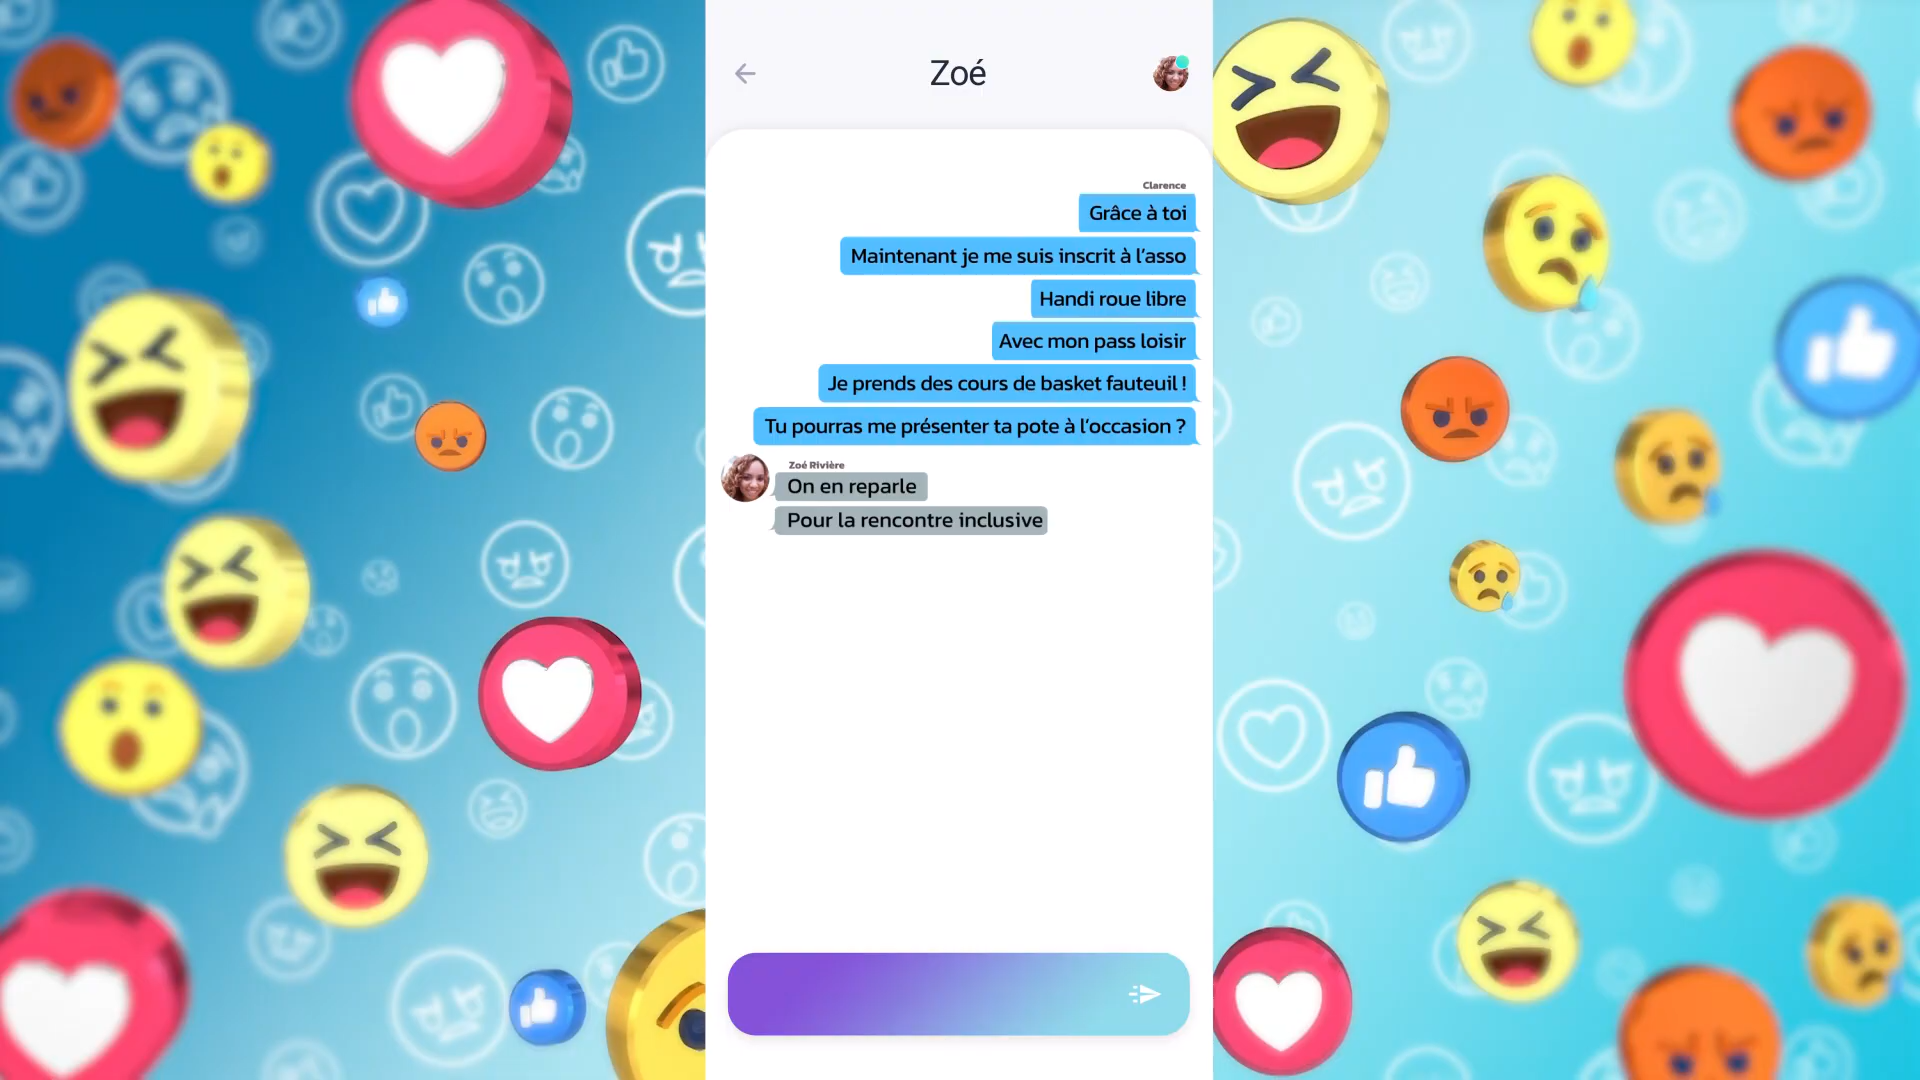 Zoé
Clarence
Grâce à toi
Maintenant je me suis inscrit à l’asso
Handi roue libre
Avec mon pass loisir
Je prends des cours de basket fauteuil !
Tu pourras me présenter ta pote à l’occasion ?
Zoé Rivière
On en reparle
Pour la rencontre inclusive